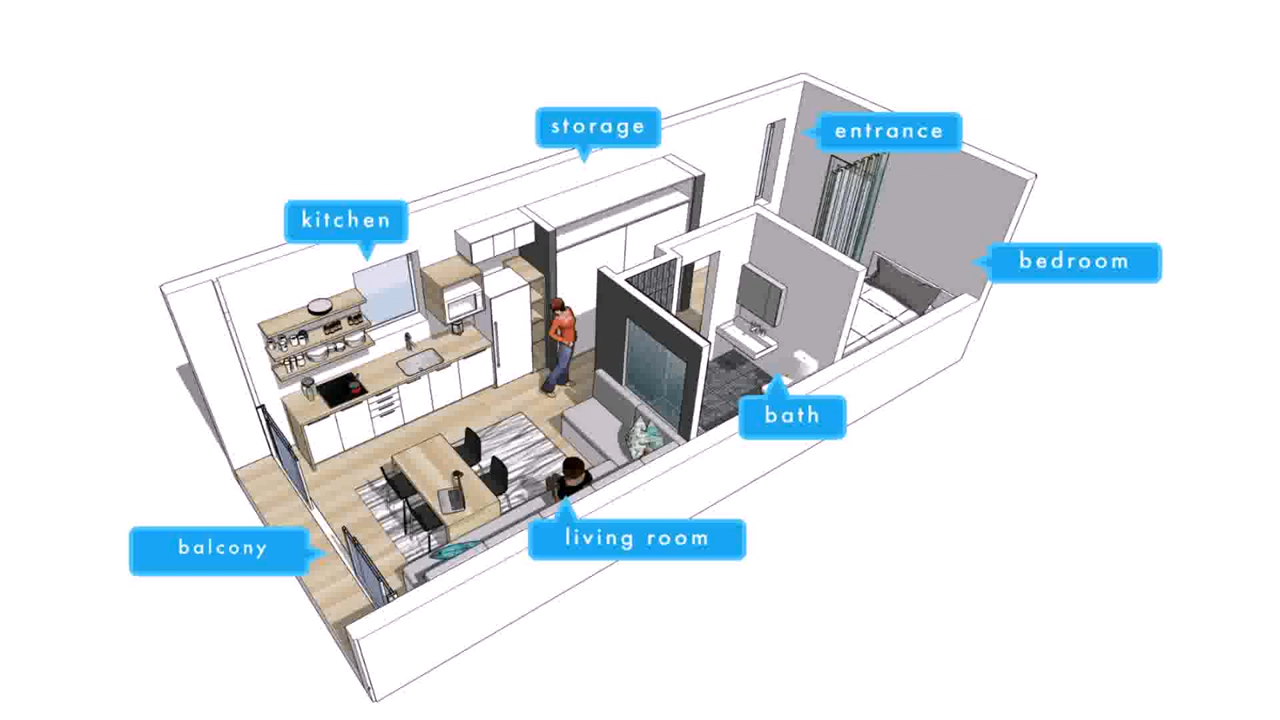 storage
entrance
kitchen
bedroom
bath
living room
balcony